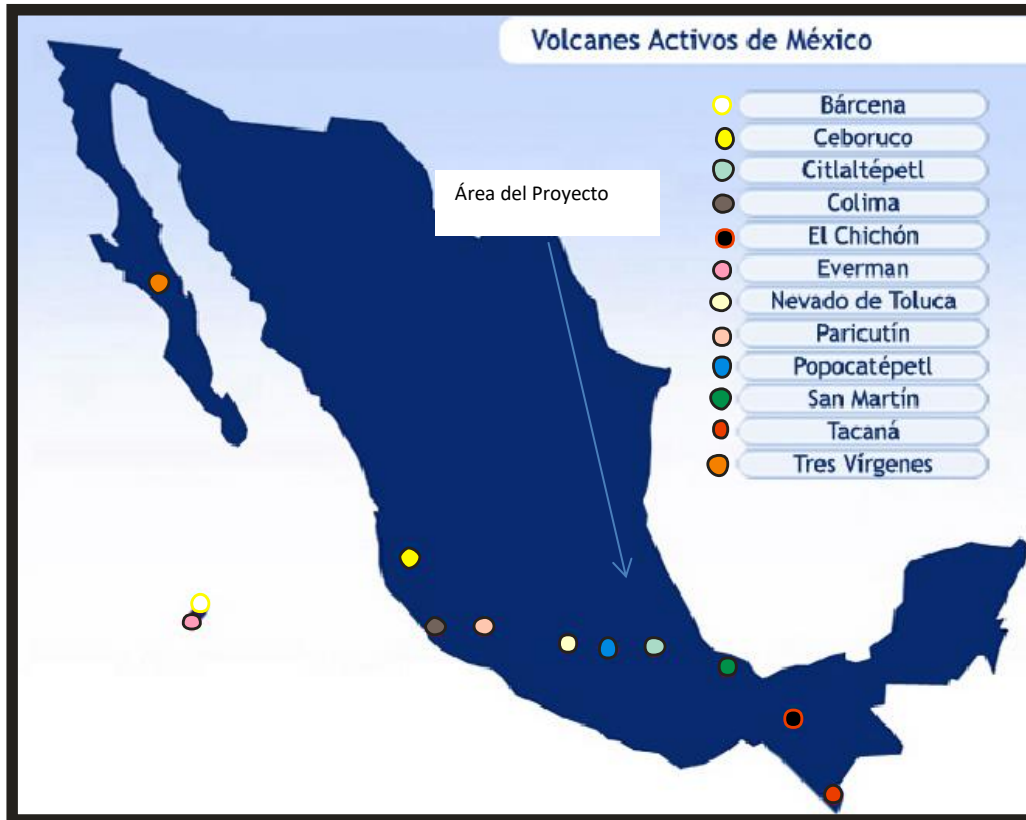 Volcanes Activos de México
Bárcena
Ceboruco
Citlaltépetl
Área del Proyecto
Colima
El Chichón
Everman
Nevado de Toluca
Paricutín
Popocatépetl
San Martín
Tacaná
Tres Vírgenes